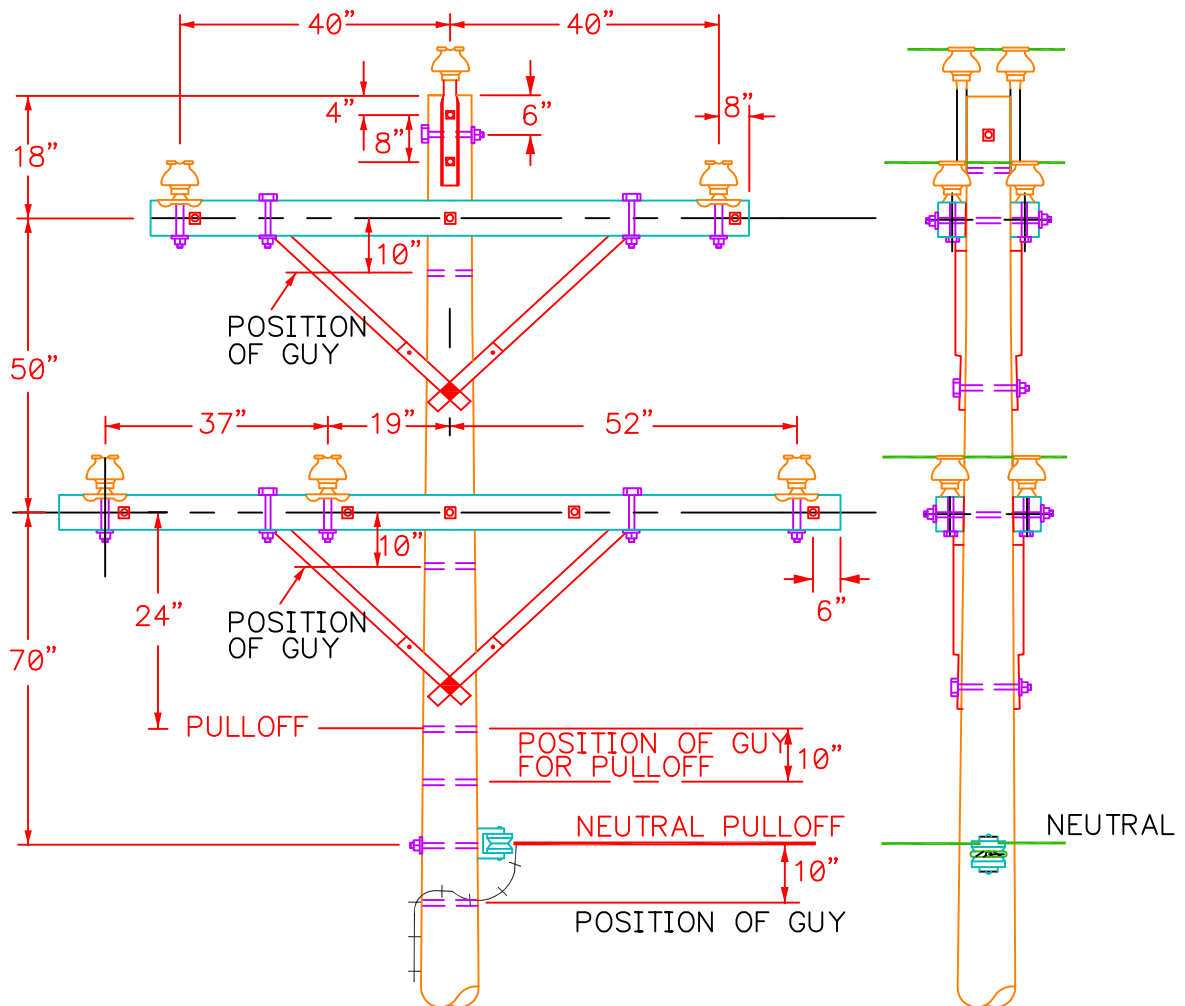 40” 40”
4” 6” 8”
18” 8”
10”
POSITION
OF GUY
50”
37” 19” 52”
10”
24” 6”
POSITION
OF GUY
70”
PULLOFF
POSITION OF GUY
FOR PULLOFF
10”
NEUTRAL PULLOFF
NEUTRAL
10”
POSITION OF GUY